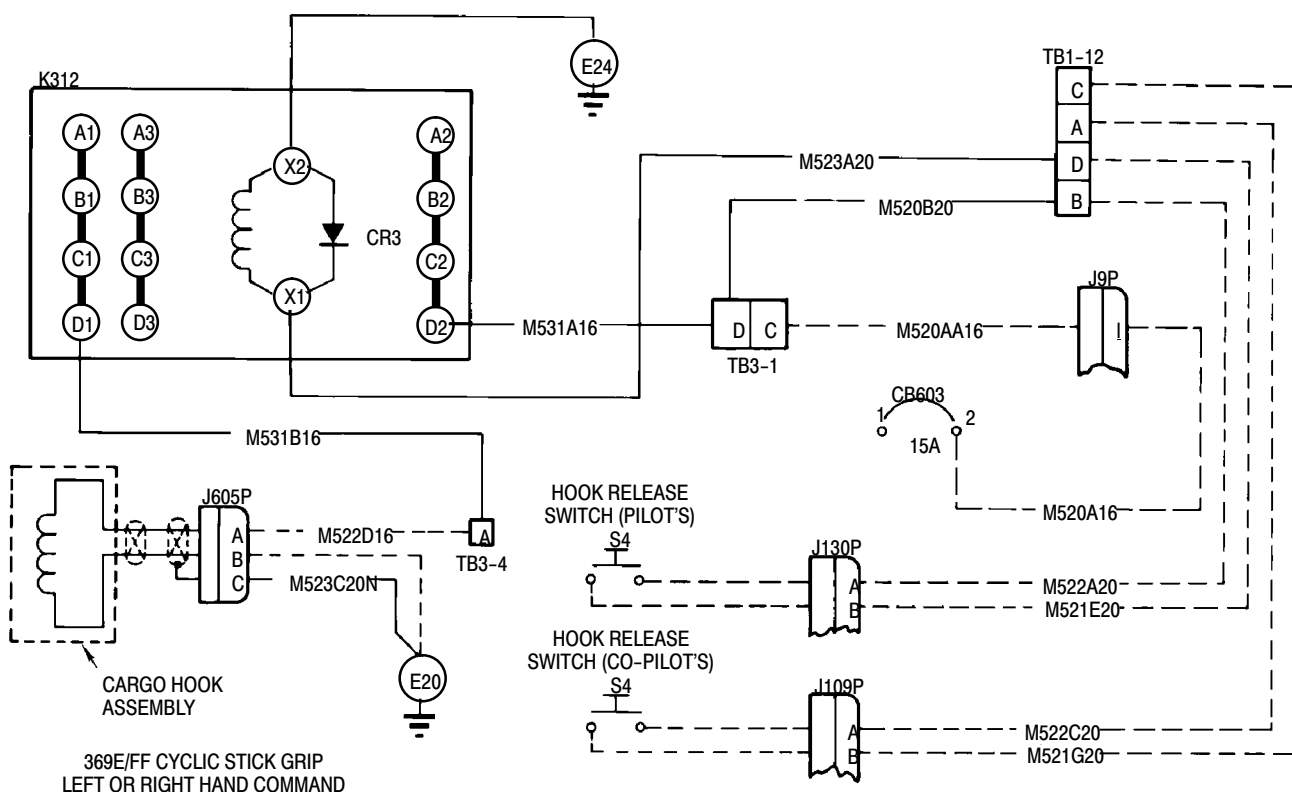 K312
E24
TB1-12
C
A
D
B
A1
A3
A2
X2
B1
B3
B2
CR3
C1
C3
C2
X1
D1
D3
D2
M523A20
M520B20
M531A16
D C
TB3-1
M520AA16
J9P
I
CB603
1
2
15A
M520A16
M531B16
J605P
A
B
C
M522D16
A
TB3-4
M523C20N
E20
CARGO HOOK
ASSEMBLY
HOOK RELEASE
SWITCH (PILOT'S)
S4
J130P
A
B
M522A20
M521E20
HOOK RELEASE
SWITCH (CO-PILOT'S)
S4
J109P
A
B
M522C20
M521G20
369E/FF CYCLIC STICK GRIP
LEFT OR RIGHT HAND COMMAND